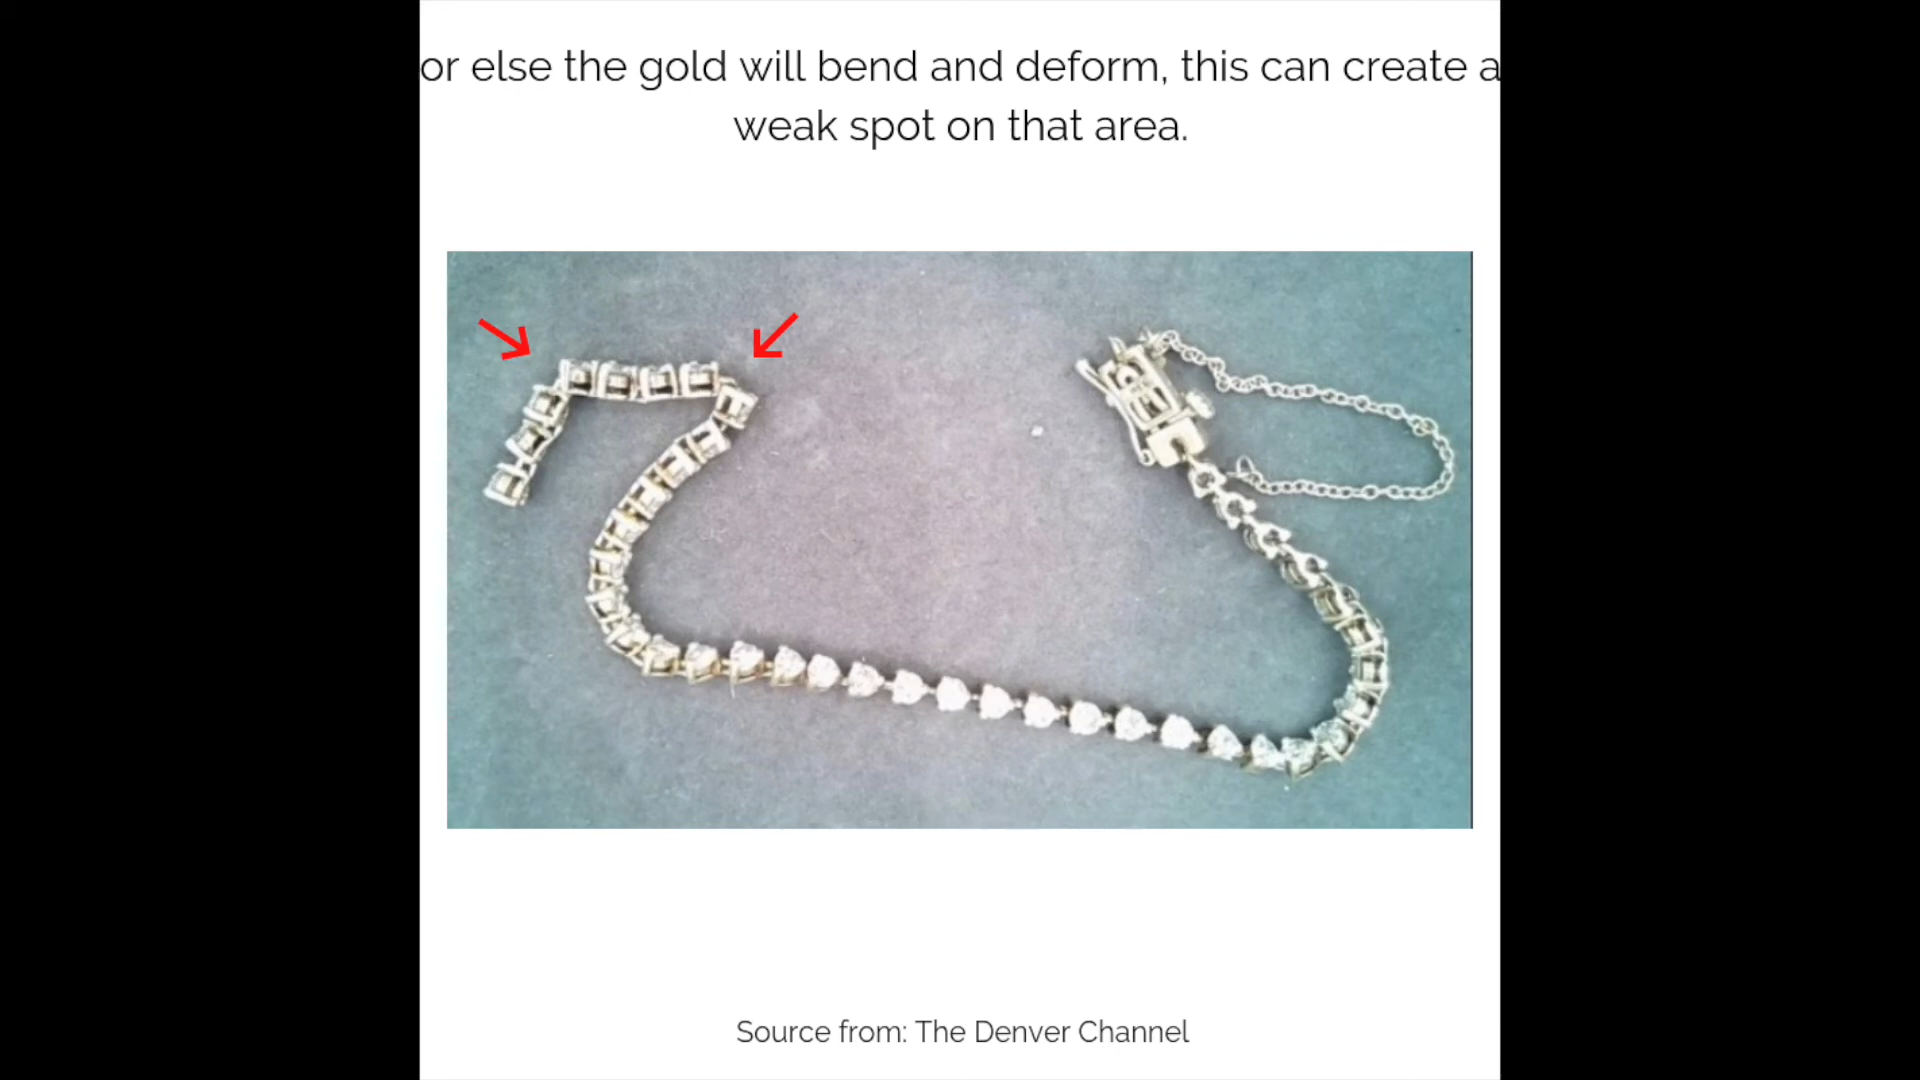 or else the gold will bend and deform, this can create a
weak spot on that area.
Source from: The Denver Channel